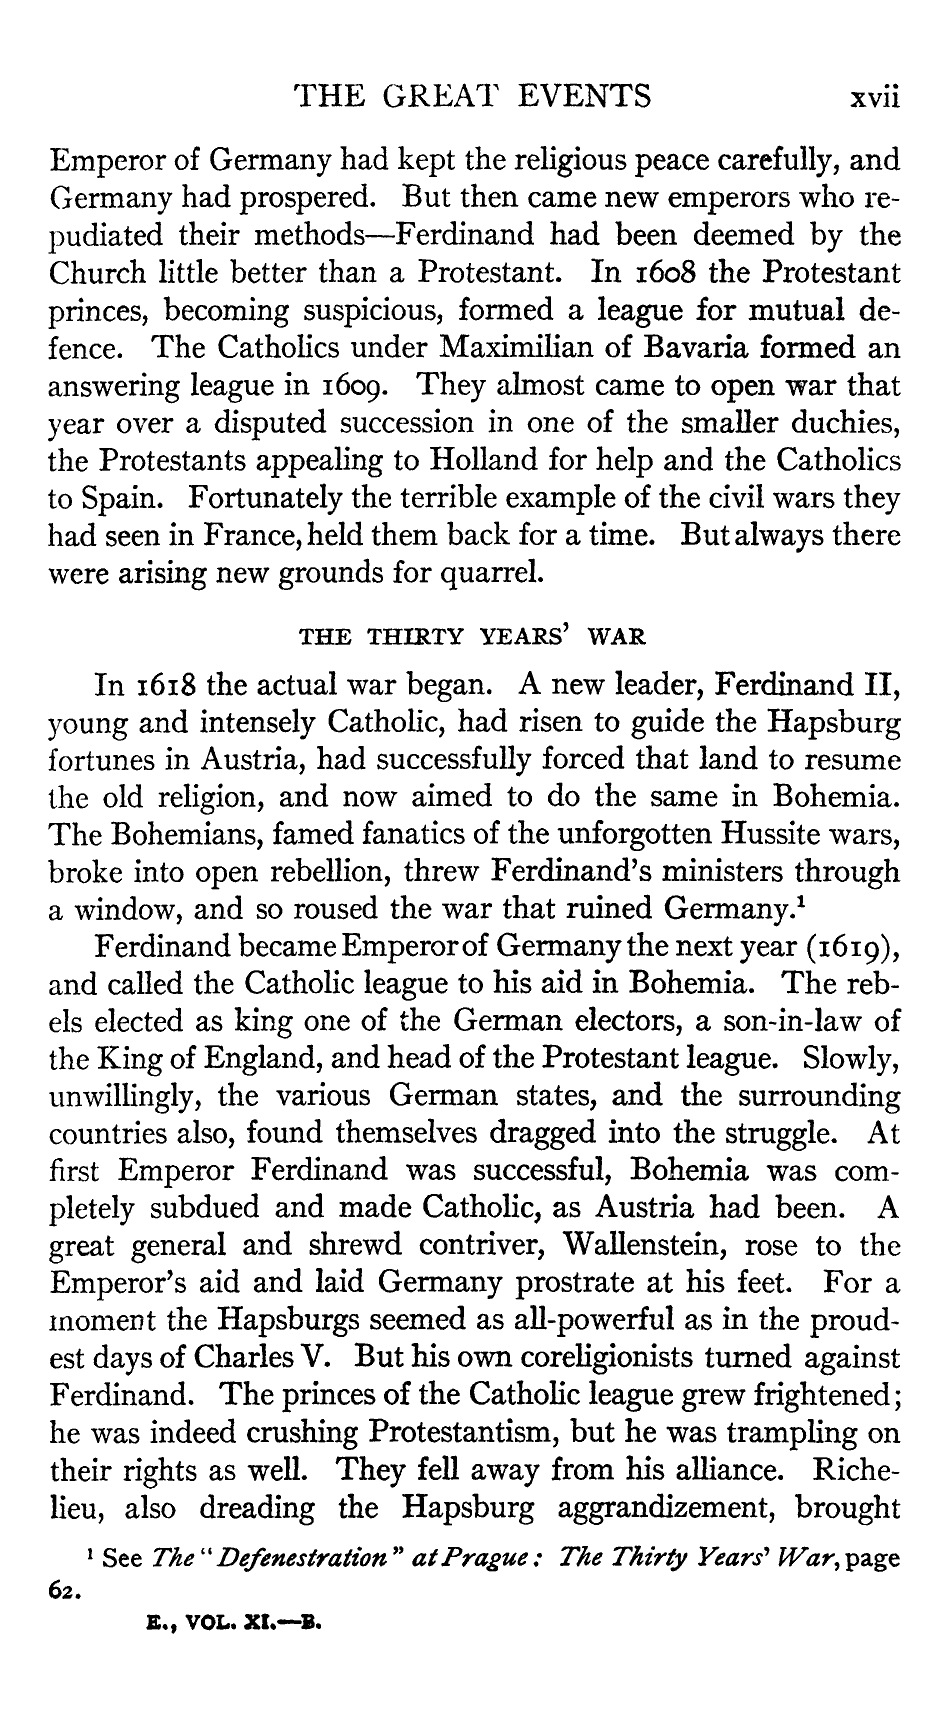 THE GREAT EVENTS xvii
Emperor of Germany had kept the religious peace carefully, and
Germany had prospered. But then came new emperors who re-
pudiated their methods—Ferdinand had been deemed by the
Church little better than a Protestant. In 1608 the Protestant
princes, becoming suspicious, formed a league for mutual de-
fence. The Catholics under Maximilian of Bavaria formed an
answering league in 1609. They almost came to open war that
year over a disputed succession in one of the smaller duchies,
the Protestants appealing to Holland for help and the Catholics
to Spain. Fortunately the terrible example of the civil wars they
had seen in France, held them back for a time. But always there
were arising new grounds for quarrel.
THE THIRTY YEARS' WAR
In 1618 the actual war began. A new leader, Ferdinand II,
young and intensely Catholic, had risen to guide the Hapsburg
fortunes in Austria, had successfully forced that land to resume
the old religion, and now aimed to do the same in Bohemia.
The Bohemians, famed fanatics of the unforgotten Hussite wars,
broke into open rebellion, threw Ferdinand's ministers through
a window, and so roused the war that ruined Germany.¹
Ferdinand became Emperor of Germany the next year (1619),
and called the Catholic league to his aid in Bohemia. The reb-
els elected as king one of the German electors, a son-in-law of
the King of England, and head of the Protestant league. Slowly,
unwillingly, the various German states, and the surrounding
countries also, found themselves dragged into the struggle. At
first Emperor Ferdinand was successful, Bohemia was com-
pletely subdued and made Catholic, as Austria had been. A
great general and shrewd contriver, Wallenstein, rose to the
Emperor's aid and laid Germany prostrate at his feet. For a
moment the Hapsburgs seemed as all-powerful as in the proud-
est days of Charles V. But his own coreligionists turned against
Ferdinand. The princes of the Catholic league grew frightened;
he was indeed crushing Protestantism, but he was trampling on
their rights as well. They fell away from his alliance. Riche-
lieu, also dreading the Hapsburg aggrandizement, brought
¹ See The "Defenestration" at Prague: The Thirty Years' War, page
62.
E., VOL. XI.—B.